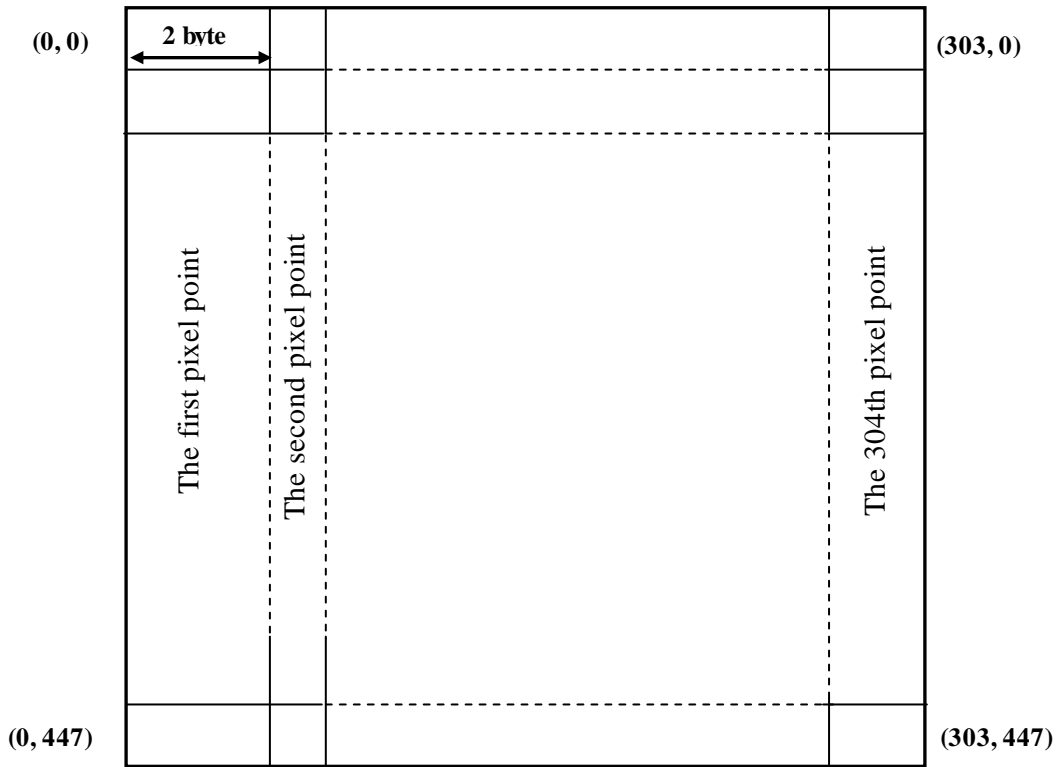 (0, 0)
2 byte
(303, 0)
The first pixel point
The second pixel point
The 304th pixel point
(0, 447)
(303, 447)